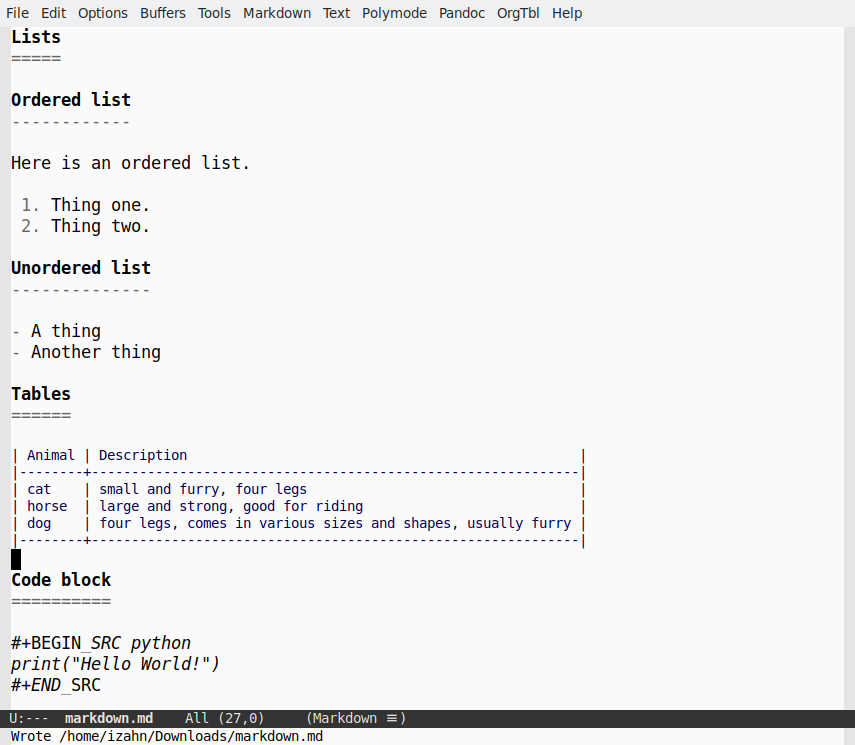 File Edit Options Buffers Tools Markdown Text Polymode Pandoc OrgTbl Help
Lists
=====
Ordered list
------------
Here is an ordered list.
1. Thing one.
2. Thing two.
Unordered list
--------------
- A thing
- Another thing
Tables
======
| Animal | Description                                                 |
|--------+-------------------------------------------------------------|
| cat    | small and furry, four legs                                  |
| horse  | large and strong, good for riding                           |
| dog    | four legs, comes in various sizes and shapes, usually furry |
|--------+-------------------------------------------------------------|
Code block
==========
#+BEGIN_SRC python
print("Hello World!")
#+END_SRC
U:--- markdown.md All (27,0) (Markdown ≡)
Wrote /home/izahn/Downloads/markdown.md